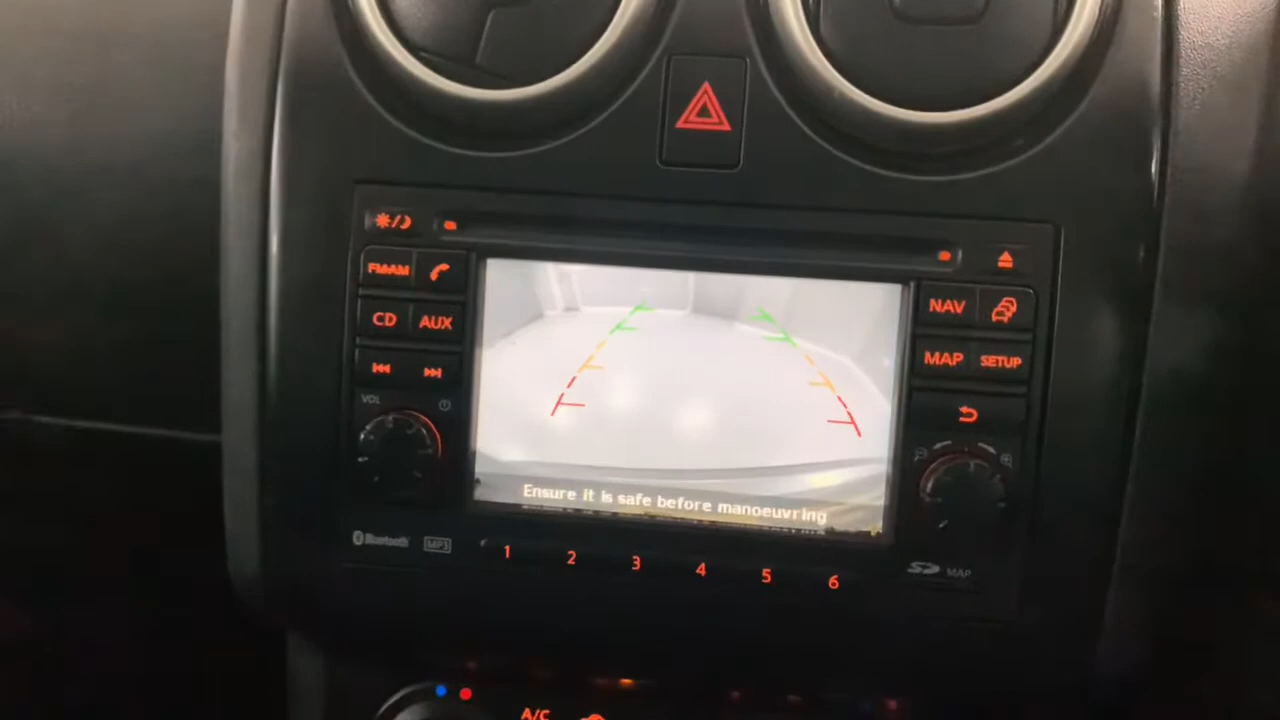 FM·AM
CD AUX
VOL
NAV
MAP SETUP
Ensure it is safe before manoeuvring
1 2 3 4 5 6
Bluetooth MP3
SD MAP
A/C